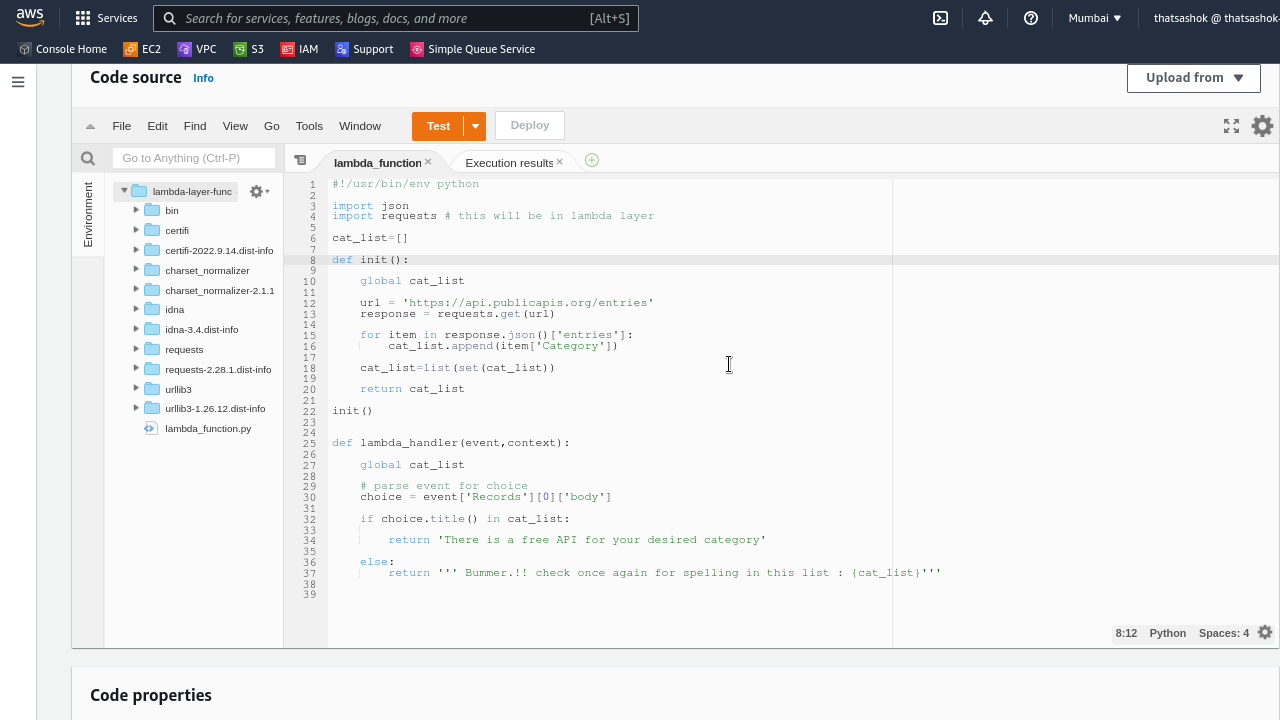 aws
Services
Search for services, features, blogs, docs, and more [Alt+S]
Mumbai
thatsashok @ thatsashok-
Console Home EC2 VPC S3 IAM Support Simple Queue Service
Code source Info
Upload from
File Edit Find View Go Tools Window
Test
Deploy
Go to Anything (Ctrl-P)
lambda_function
Execution results
Environment
lambda-layer-func
bin
certifi
certifi-2022.9.14.dist-info
charset_normalizer
charset_normalizer-2.1.1
idna
idna-3.4.dist-info
requests
requests-2.28.1.dist-info
urllib3
urllib3-1.26.12.dist-info
lambda_function.py
1 #!/usr/bin/env python
2
3 import json
4 import requests # this will be in lambda layer
5
6 cat_list=[]
7
8 def init():
9
10     global cat_list
11
12     url = 'https://api.publicapis.org/entries'
13     response = requests.get(url)
14
15     for item in response.json()['entries']:
16         cat_list.append(item['Category'])
17
18     cat_list=list(set(cat_list))
19
20     return cat_list
21
22 init()
23
24
25 def lambda_handler(event,context):
26
27     global cat_list
28
29     # parse event for choice
30     choice = event['Records'][0]['body']
31
32     if choice.title() in cat_list:
33
34         return 'There is a free API for your desired category'
35
36     else:
37         return ''' Bummer.!! check once again for spelling in this list : {cat_list}'''
38
39
8:12 Python Spaces: 4
Code properties